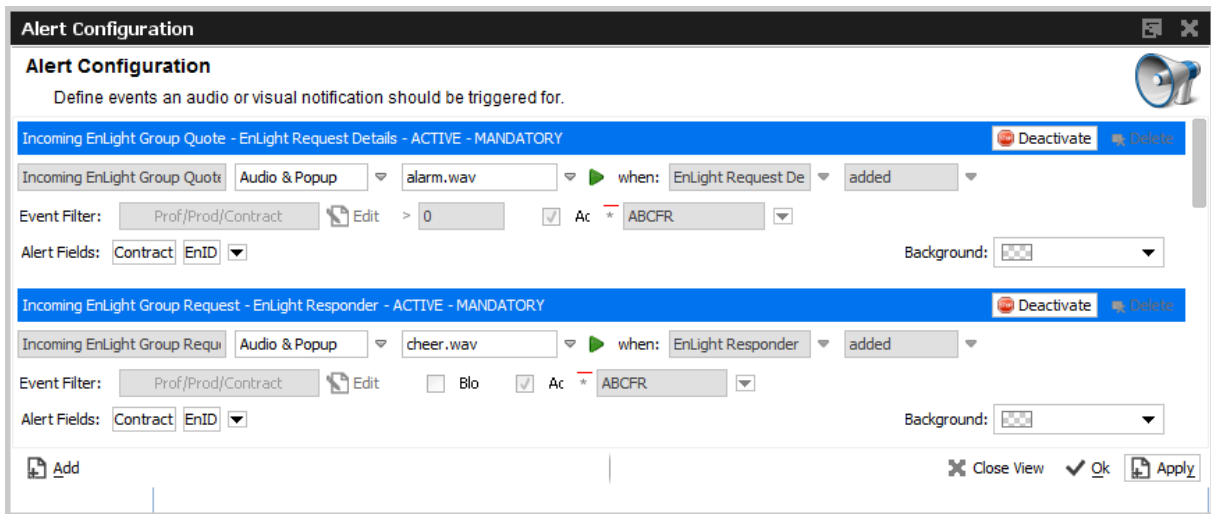 Alert Configuration
Alert Configuration
Define events an audio or visual notification should be triggered for.
Incoming EnLight Group Quote - EnLight Request Details - ACTIVE - MANDATORY Deactivate Delete
Incoming EnLight Group Quote Audio & Popup alarm.wav when: EnLight Request De added
Event Filter: Prof/Prod/Contract Edit > 0 Ac * ABCFR
Alert Fields: Contract EnID Background:
Incoming EnLight Group Request - EnLight Responder - ACTIVE - MANDATORY Deactivate Delete
Incoming EnLight Group Requ Audio & Popup cheer.wav when: EnLight Responder added
Event Filter: Prof/Prod/Contract Edit Blo Ac * ABCFR
Alert Fields: Contract EnID Background:
Add Close View Ok Apply